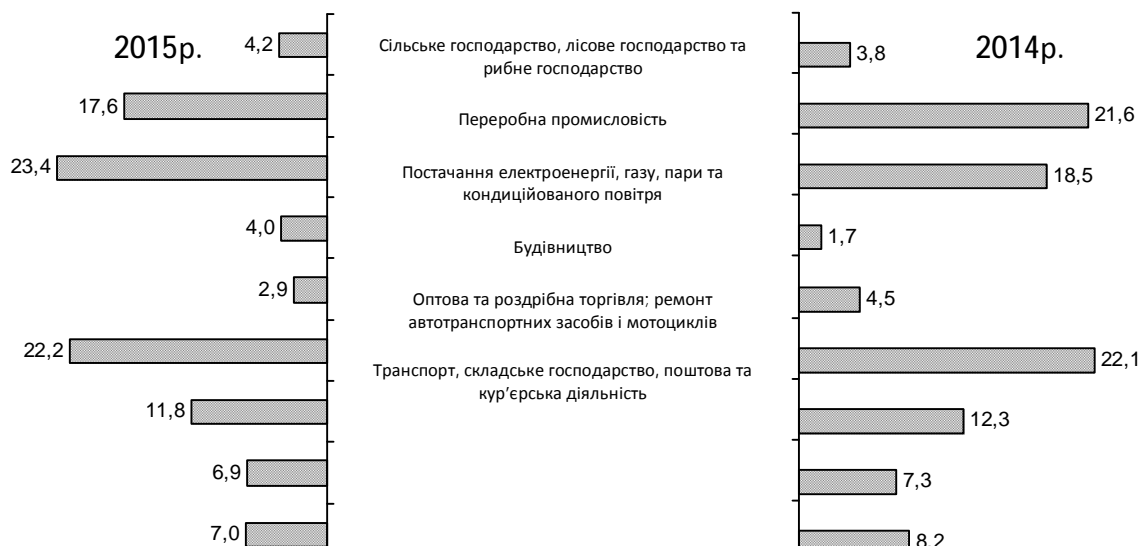 2015р.
2014р.
4,2
Сільське господарство, лісове господарство та
рибне господарство
3,8
17,6
Переробна промисловість
21,6
23,4
Постачання електроенергії, газу, пари та
кондиційованого повітря
18,5
4,0
Будівництво
1,7
2,9
Оптова та роздрібна торгівля; ремонт
автотранспортних засобів і мотоциклів
4,5
22,2
Транспорт, складське господарство, поштова та
кур’єрська діяльність
22,1
11,8
12,3
6,9
7,3
7,0
8,2